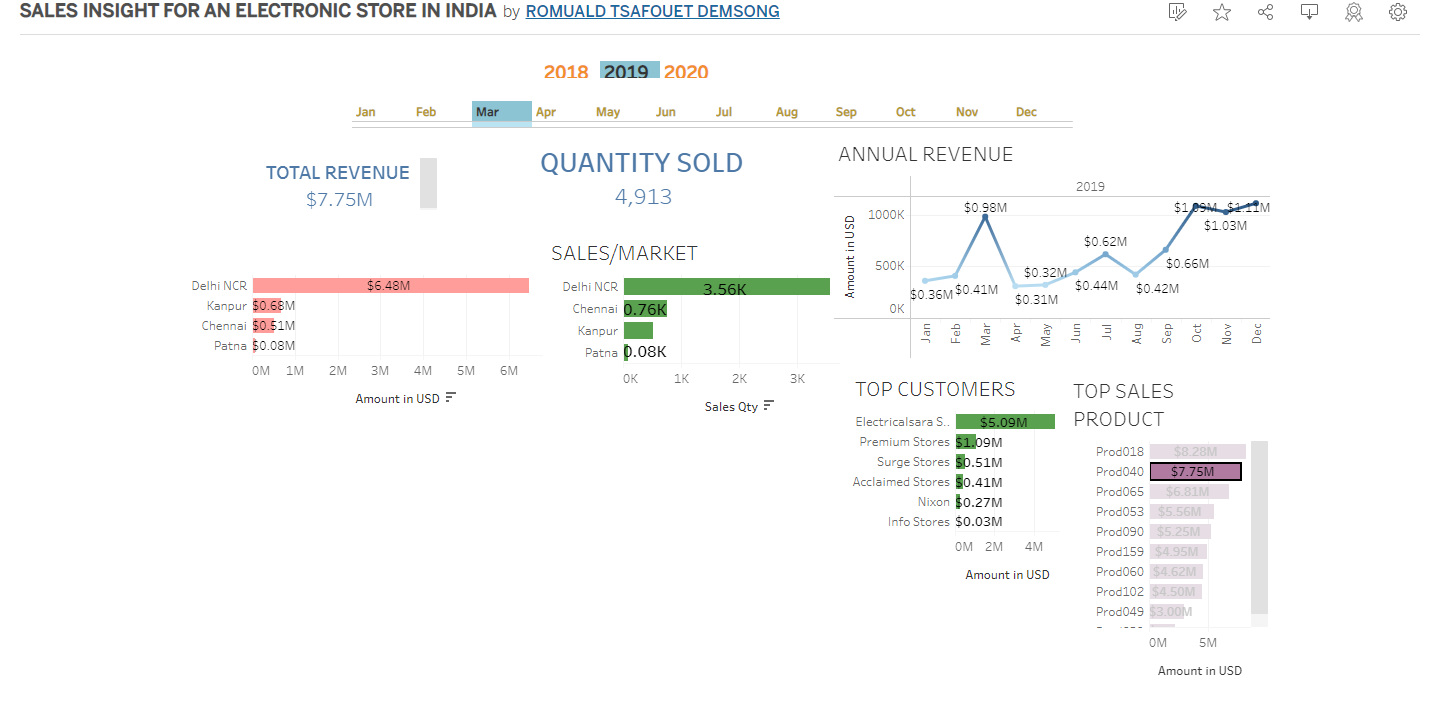 SALES INSIGHT FOR AN ELECTRONIC STORE IN INDIA by ROMUALD TSAFOUET DEMSONG
2018 2019 2020
Jan Feb Mar Apr May Jun Jul Aug Sep Oct Nov Dec
TOTAL REVENUE
$7.75M
Delhi NCR $6.48M
Kanpur $0.68M
Chennai $0.51M
Patna $0.08M
0M 1M 2M 3M 4M 5M 6M
Amount in USD
QUANTITY SOLD
4,913
SALES/MARKET
Delhi NCR 3.56K
Chennai 0.76K
Kanpur
Patna 0.08K
0K 1K 2K 3K
Sales Qty
ANNUAL REVENUE
2019
Amount in USD
1000K
500K
0K
$0.36M $0.41M $0.98M $0.31M $0.32M $0.44M $0.62M $0.42M $0.66M $1.09M $1.03M $1.11M
Jan Feb Mar Apr May Jun Jul Aug Sep Oct Nov Dec
TOP CUSTOMERS
Electricalsara S.. $5.09M
Premium Stores $1.09M
Surge Stores $0.51M
Acclaimed Stores $0.41M
Nixon $0.27M
Info Stores $0.03M
0M 2M 4M
Amount in USD
TOP SALES
PRODUCT
Prod018 $8.28M
Prod040 $7.75M
Prod065 $6.81M
Prod053 $5.56M
Prod090 $5.25M
Prod159 $4.95M
Prod060 $4.62M
Prod102 $4.50M
Prod049 $3.00M
0M 5M
Amount in USD